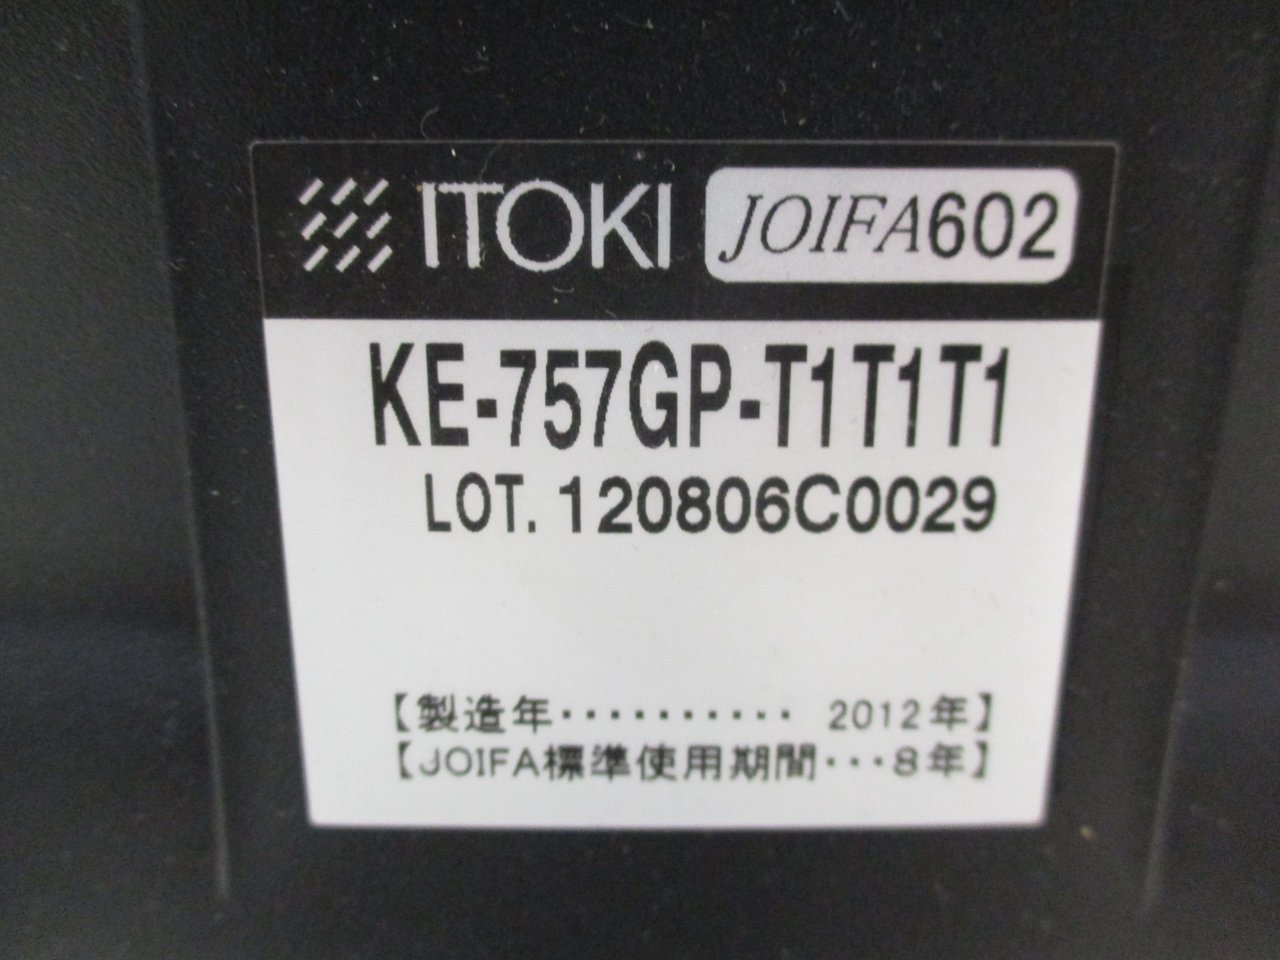 ITOKI JOIFA602
KE-757GP-T1T1T1
LOT. 120806C0029
【製造年・・・・・・・・・・ 2012年】
【JOIFA標準使用期間・・・8年】